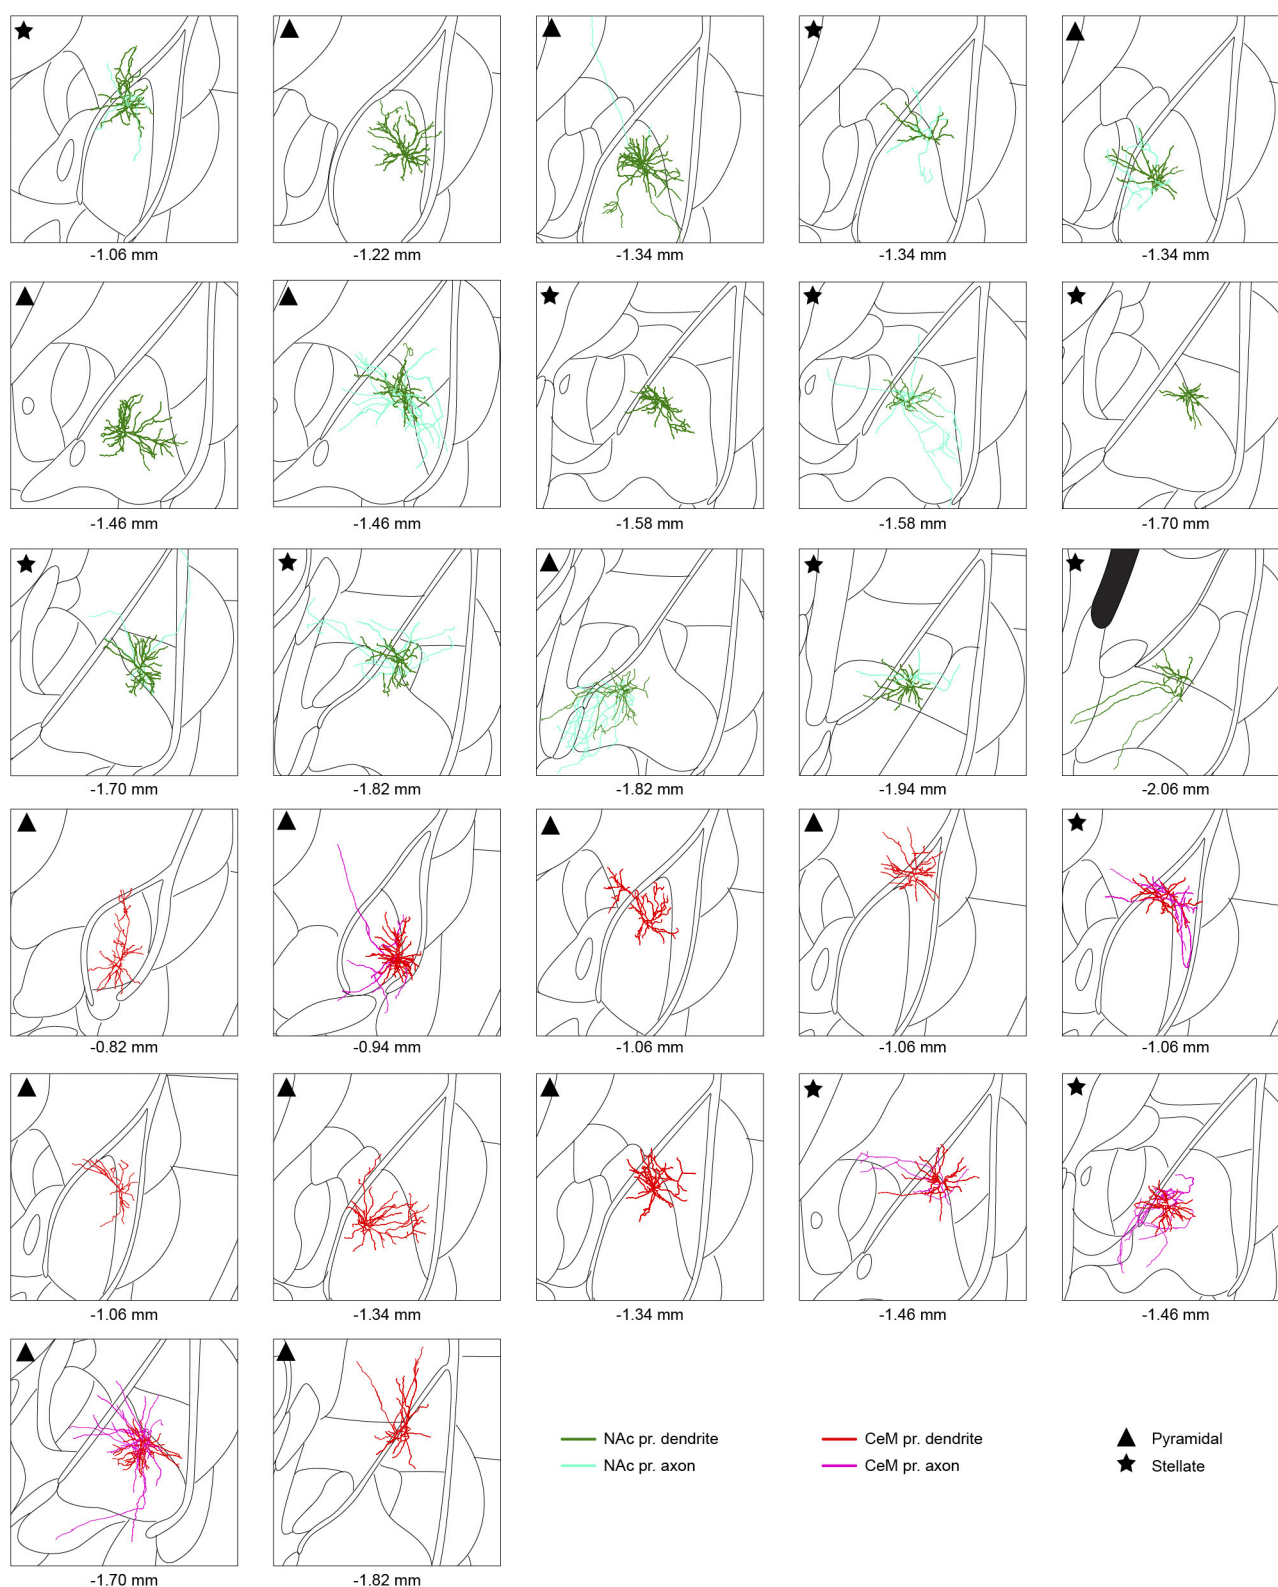 -1.06 mm
-1.22 mm
-1.34 mm
-1.34 mm
-1.34 mm
-1.46 mm
-1.46 mm
-1.58 mm
-1.58 mm
-1.70 mm
-1.70 mm
-1.82 mm
-1.82 mm
-1.94 mm
-2.06 mm
-0.82 mm
-0.94 mm
-1.06 mm
-1.06 mm
-1.06 mm
-1.06 mm
-1.34 mm
-1.34 mm
-1.46 mm
-1.46 mm
NAc pr. dendrite
CeM pr. dendrite
Pyramidal
NAc pr. axon
CeM pr. axon
Stellate
-1.70 mm
-1.82 mm